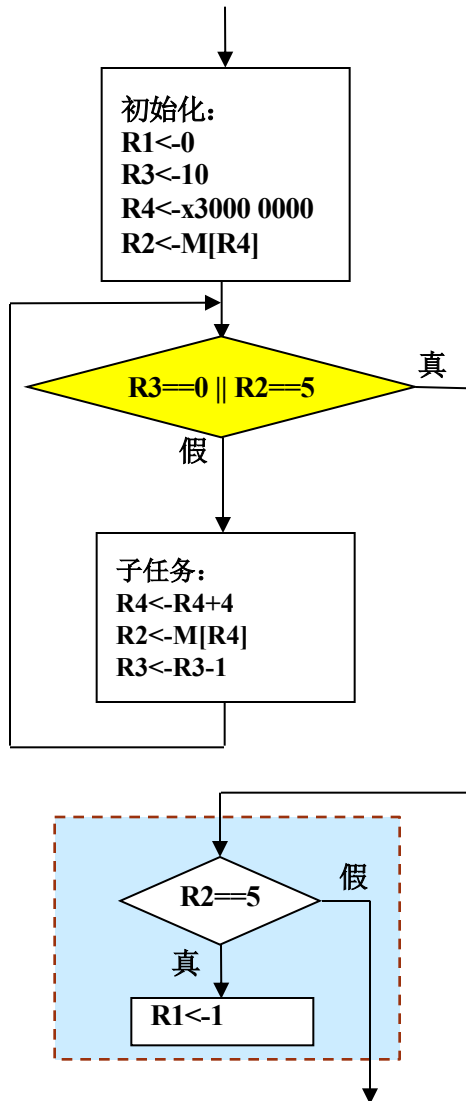 初始化：
R1<-0
R3<-10
R4<-x3000 0000
R2<-M[R4]
R3==0 || R2==5
真
假
子任务：
R4<-R4+4
R2<-M[R4]
R3<-R3-1
R2==5
假
真
R1<-1